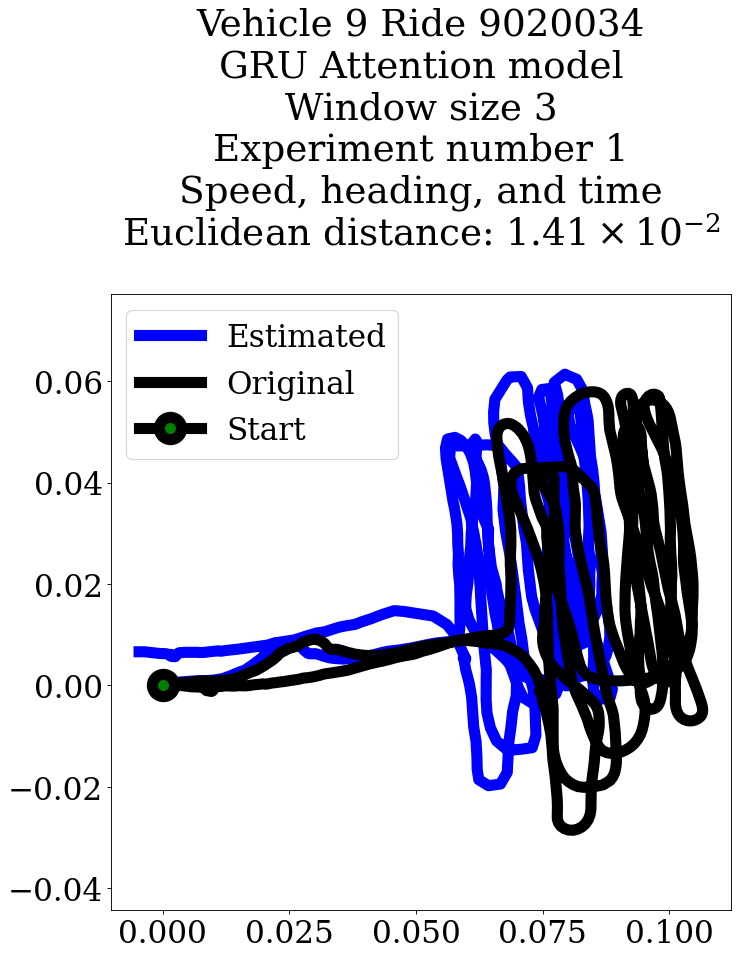 Vehicle 9 Ride 9020034
GRU Attention model
Window size 3
Experiment number 1
Speed, heading, and time
Euclidean distance: 1.41 × 10⁻²
Estimated
Original
Start
0.06
0.04
0.02
0.00
−0.02
−0.04
0.000 0.025 0.050 0.075 0.100